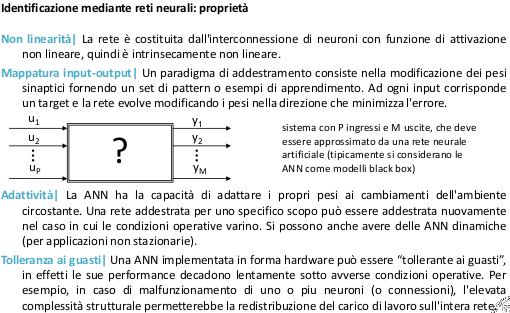 Identificazione mediante reti neurali: proprietà
Non linearità| La rete è costituita dall'interconnessione di neuroni con funzione di attivazione
non lineare, quindi è intrinsecamente non lineare.
Mappatura input-output| Un paradigma di addestramento consiste nella modificazione dei pesi
sinaptici fornendo un set di pattern o esempi di apprendimento. Ad ogni input corrisponde
un target e la rete evolve modificando i pesi nella direzione che minimizza l'errore.
u1
u2
uP
?
y1
y2
yM
sistema con P ingressi e M uscite, che deve
essere approssimato da una rete neurale
artificiale (tipicamente si considerano le
ANN come modelli black box)
Adattività| La ANN ha la capacità di adattare i propri pesi ai cambiamenti dell'ambiente
circostante. Una rete addestrata per uno specifico scopo può essere addestrata nuovamente
nel caso in cui le condizioni operative varino. Si possono anche avere delle ANN dinamiche
(per applicazioni non stazionarie).
Tolleranza ai guasti| Una ANN implementata in forma hardware può essere “tollerante ai guasti”,
in effetti le sue performance decadono lentamente sotto avverse condizioni operative. Per
esempio, in caso di malfunzionamento di uno o piu neuroni (o connessioni), l'elevata
complessità strutturale permetterebbe la redistribuzione del carico di lavoro sull'intera rete.